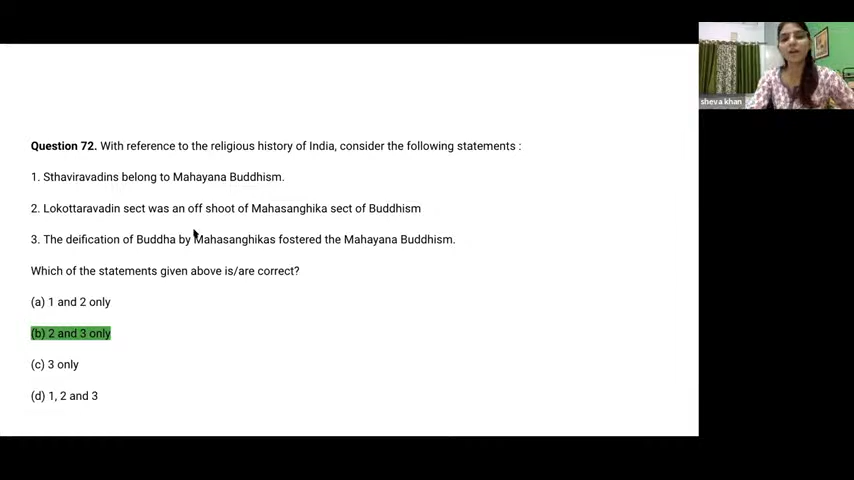 sheva khan
Question 72. With reference to the religious history of India, consider the following statements :
1. Sthaviravadins belong to Mahayana Buddhism.
2. Lokottaravadin sect was an off shoot of Mahasanghika sect of Buddhism
3. The deification of Buddha by Mahasanghikas fostered the Mahayana Buddhism.
Which of the statements given above is/are correct?
(a) 1 and 2 only
(b) 2 and 3 only
(c) 3 only
(d) 1, 2 and 3